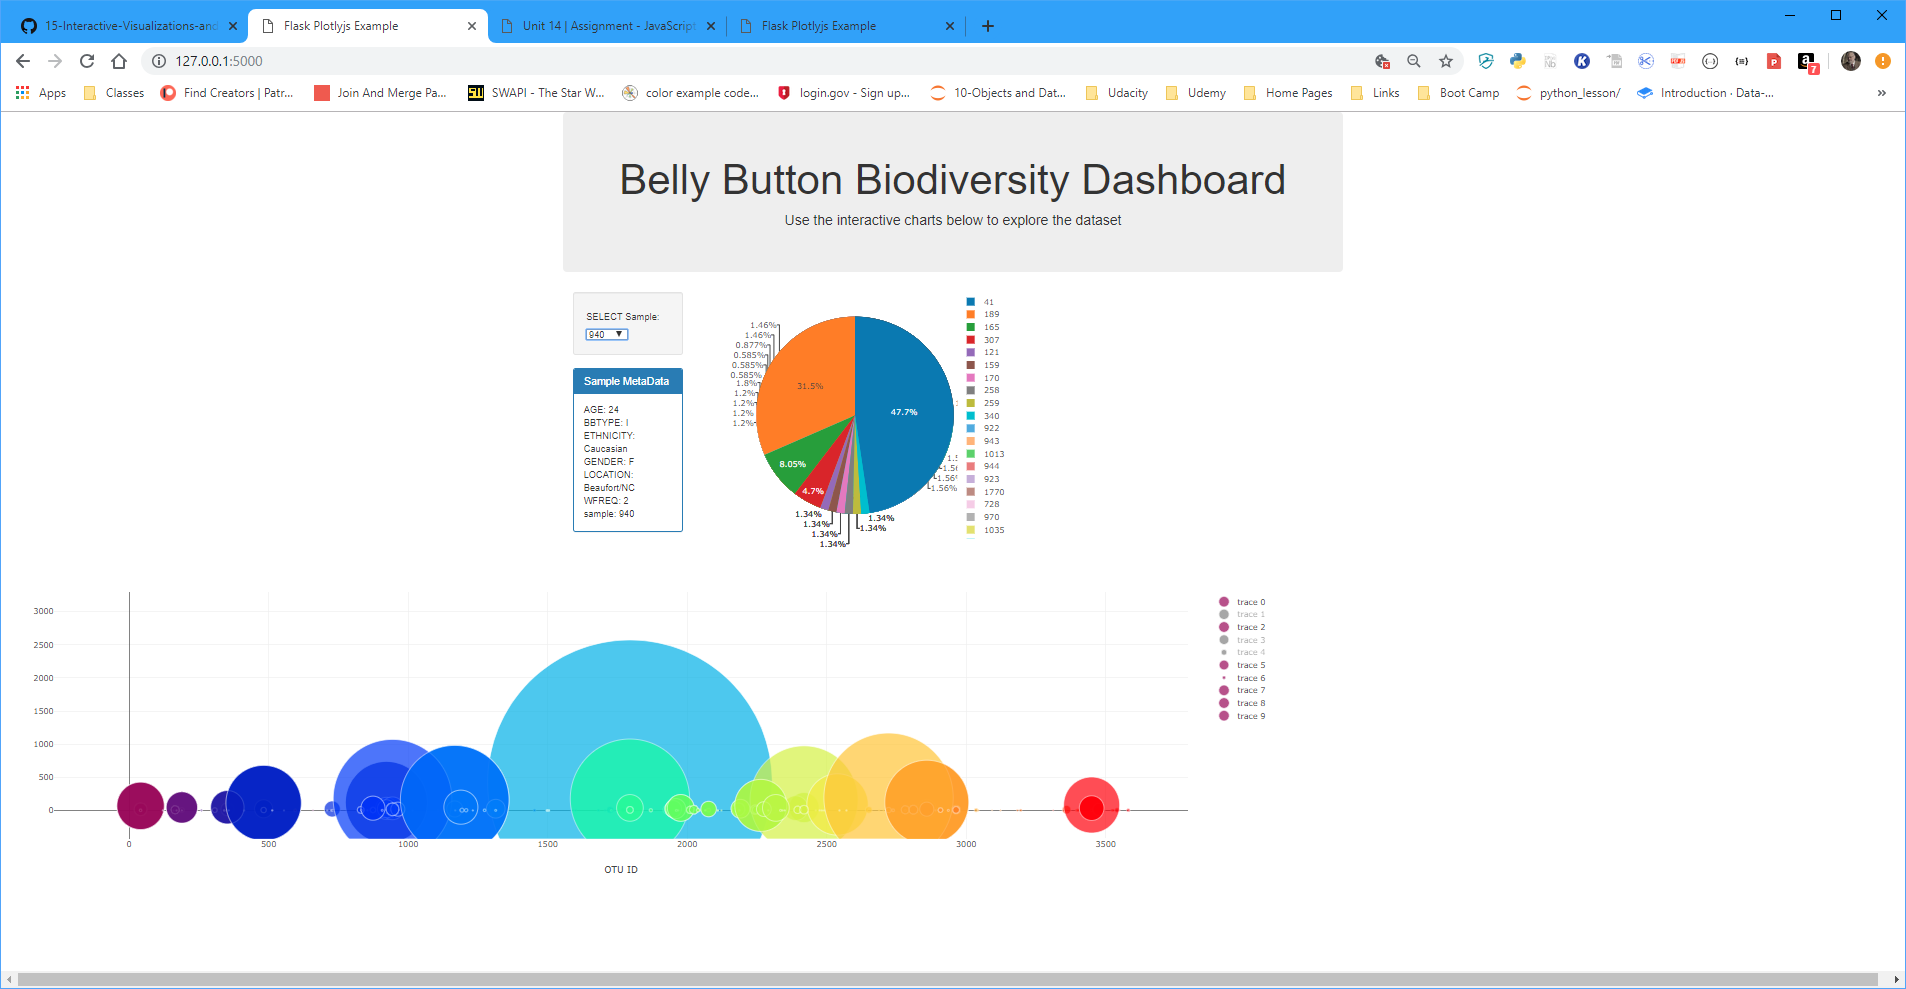 15-Interactive-Visualizations-and
Flask Plotlyjs Example
Unit 14 | Assignment - JavaScript
Flask Plotlyjs Example
127.0.0.1:5000
7
Apps
Classes
Find Creators | Patr...
Join And Merge Pa...
SWAPI - The Star W...
color example code...
login.gov - Sign up...
10-Objects and Dat...
Udacity
Udemy
Home Pages
Links
Boot Camp
python_lesson/
Introduction · Data-...
Belly Button Biodiversity Dashboard
Use the interactive charts below to explore the dataset
SELECT Sample:
940
Sample MetaData
AGE: 24
BBTYPE: I
ETHNICITY:
Caucasian
GENDER: F
LOCATION:
Beaufort/NC
WFREQ: 2
sample: 940
1.46%
1.46%
0.877%
0.585%
0.585%
0.585%
1.8%
1.2%
1.2%
1.2%
1.2%
31.5%
47.7%
8.05%
4.7%
1.56%
1.34%
1.34%
1.34%
1.34%
1.34%
1.34%
41
189
165
307
121
159
170
258
259
340
922
943
1013
944
923
1770
728
970
1035
3000
2500
2000
1500
1000
500
0
0
500
1000
1500
2000
2500
3000
3500
OTU ID
trace 0
trace 1
trace 2
trace 3
trace 4
trace 5
trace 6
trace 7
trace 8
trace 9